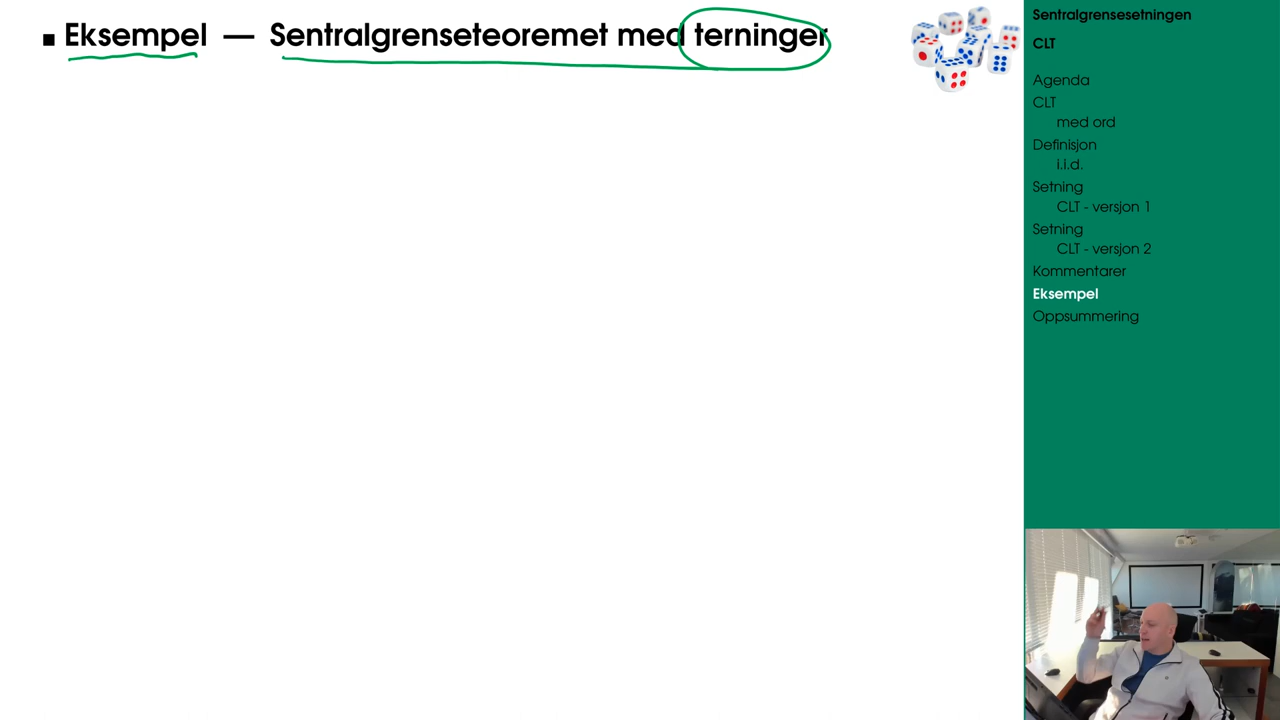 Eksempel — Sentralgrenseteoremet med terninger
Sentralgrensesetningen
CLT
Agenda
CLT
med ord
Definisjon
i.i.d.
Setning
CLT - versjon 1
Setning
CLT - versjon 2
Kommentarer
Eksempel
Oppsummering